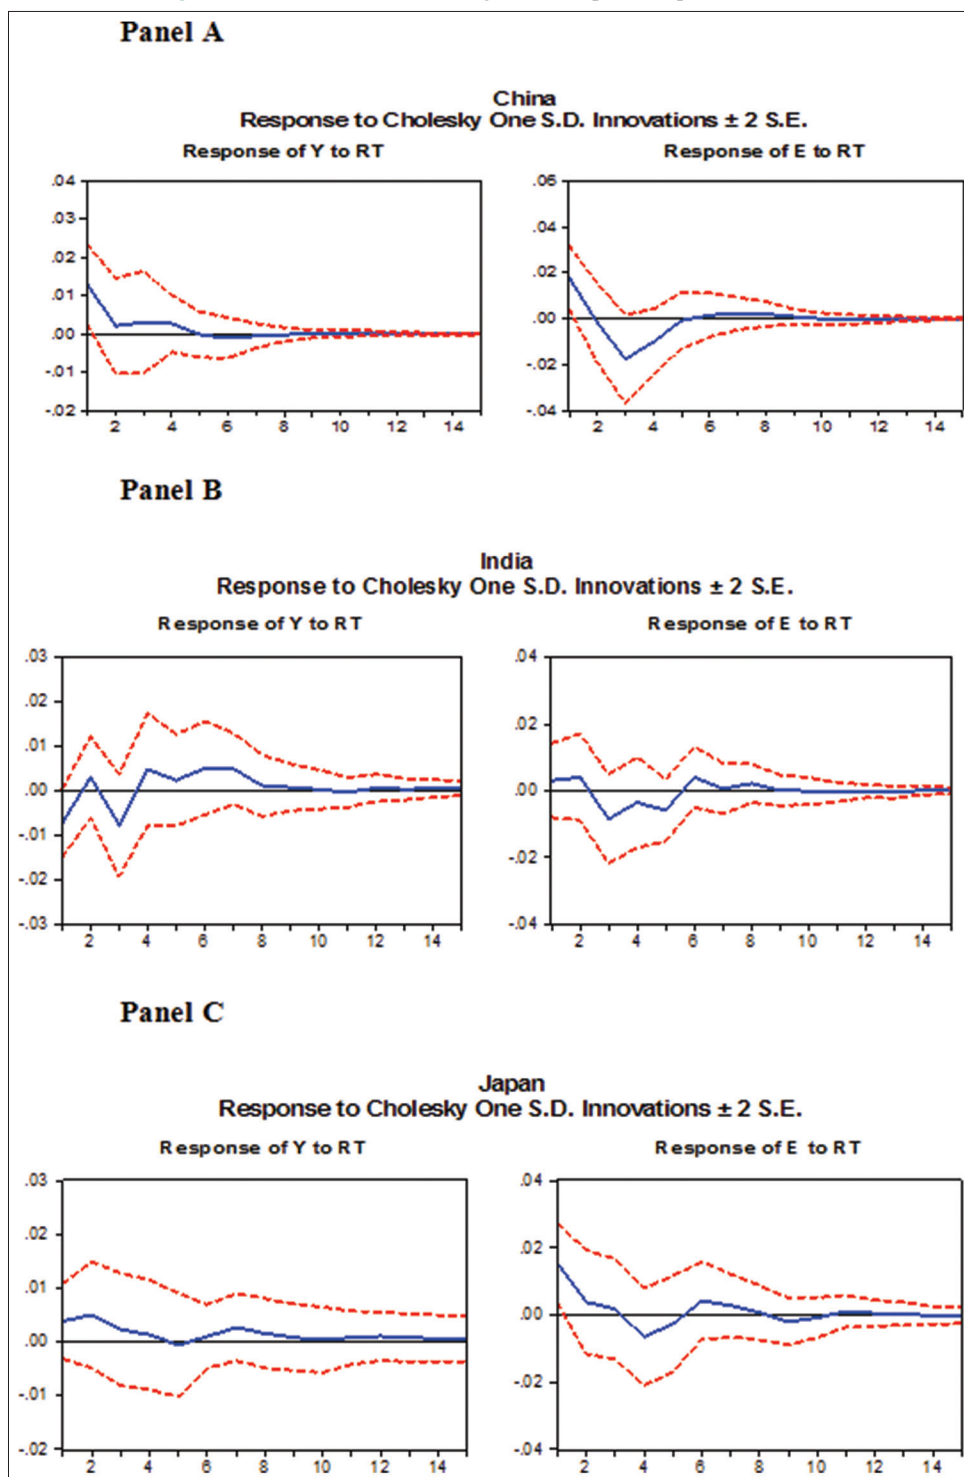 Panel A
China
Response to Cholesky One S.D. Innovations ± 2 S.E.
Response of Y to RT
Response of E to RT
.04
.03
.02
.01
.00
-.01
-.02
2 4 6 8 10 12 14
.06
.04
.02
.00
-.02
-.04
2 4 6 8 10 12 14
Panel B
India
Response to Cholesky One S.D. Innovations ± 2 S.E.
Response of Y to RT
Response of E to RT
.03
.02
.01
.00
-.01
-.02
-.03
2 4 6 8 10 12 14
.04
.02
.00
-.02
-.04
2 4 6 8 10 12 14
Panel C
Japan
Response to Cholesky One S.D. Innovations ± 2 S.E.
Response of Y to RT
Response of E to RT
.03
.02
.01
.00
-.01
-.02
2 4 6 8 10 12 14
.04
.02
.00
-.02
-.04
2 4 6 8 10 12 14